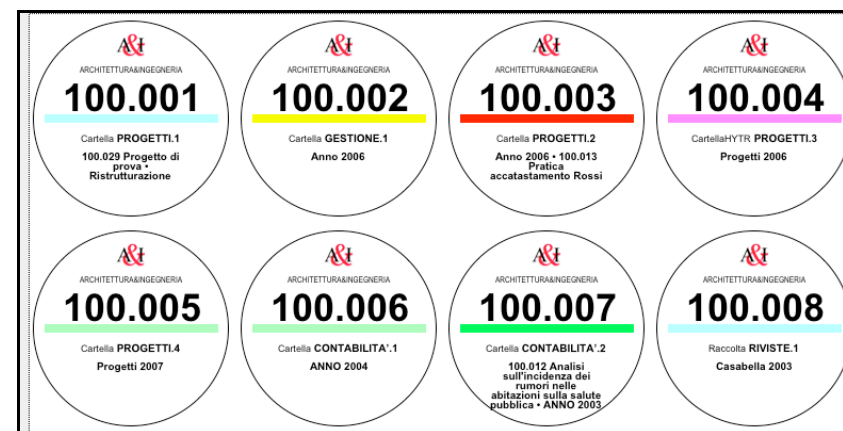 A&I
ARCHITETTURA&INGEGNERIA
100.001
Cartella PROGETTI.1
100.029 Progetto di
prova •
Ristrutturazione
A&I
ARCHITETTURA&INGEGNERIA
100.002
Cartella GESTIONE.1
Anno 2006
A&I
ARCHITETTURA&INGEGNERIA
100.003
Cartella PROGETTI.2
Anno 2006 • 100.013
Pratica
accatastamento Rossi
A&I
ARCHITETTURA&INGEGNERIA
100.004
CartellaHYTR PROGETTI.3
Progetti 2006
A&I
ARCHITETTURA&INGEGNERIA
100.005
Cartella PROGETTI.4
Progetti 2007
A&I
ARCHITETTURA&INGEGNERIA
100.006
Cartella CONTABILITA'.1
ANNO 2004
A&I
ARCHITETTURA&INGEGNERIA
100.007
Cartella CONTABILITA'.2
100.012 Analisi
sull'incidenza dei
rumori nelle
abitazioni sulla salute
pubblica • ANNO 2003
A&I
ARCHITETTURA&INGEGNERIA
100.008
Raccolta RIVISTE.1
Casabella 2003